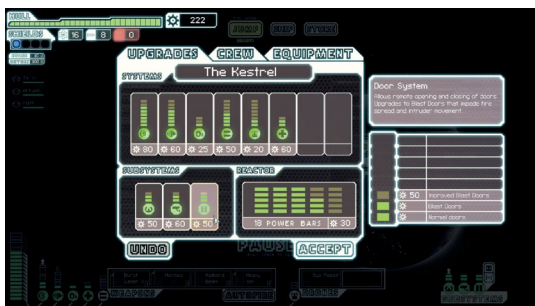 HULL
222
SHIELDS
16
8
0
JUMP
SHIP
STORE
UPGRADES
CREW
EQUIPMENT
SYSTEMS
The Kestrel
80
60
25
50
20
60
SUBSYSTEMS
REACTOR
50
60
50
18 POWER BARS
30
UNDO
ACCEPT
PAUSE
Door System
Allows remote opening and closing of doors.
Upgrades to Blast Doors that impede fire
spread and intruder movement.
50 Improved Blast Doors
Blast Doors
Normal doors
WEAPONS
SUBSYSTEMS